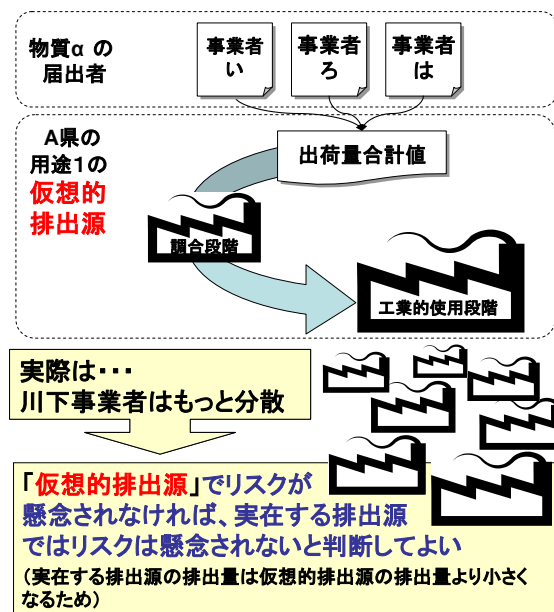 物質α の
届出者
事業者
い
事業者
ろ
事業者
は
A県の
用途1の
仮想的
排出源
出荷量合計値
調合段階
工業的使用段階
実際は・・・
川下事業者はもっと分散
「仮想的排出源」でリスクが
懸念されなければ、実在する排出源
ではリスクは懸念されないと判断してよい
（実在する排出源の排出量は仮想的排出源の排出量より小さく
なるため）